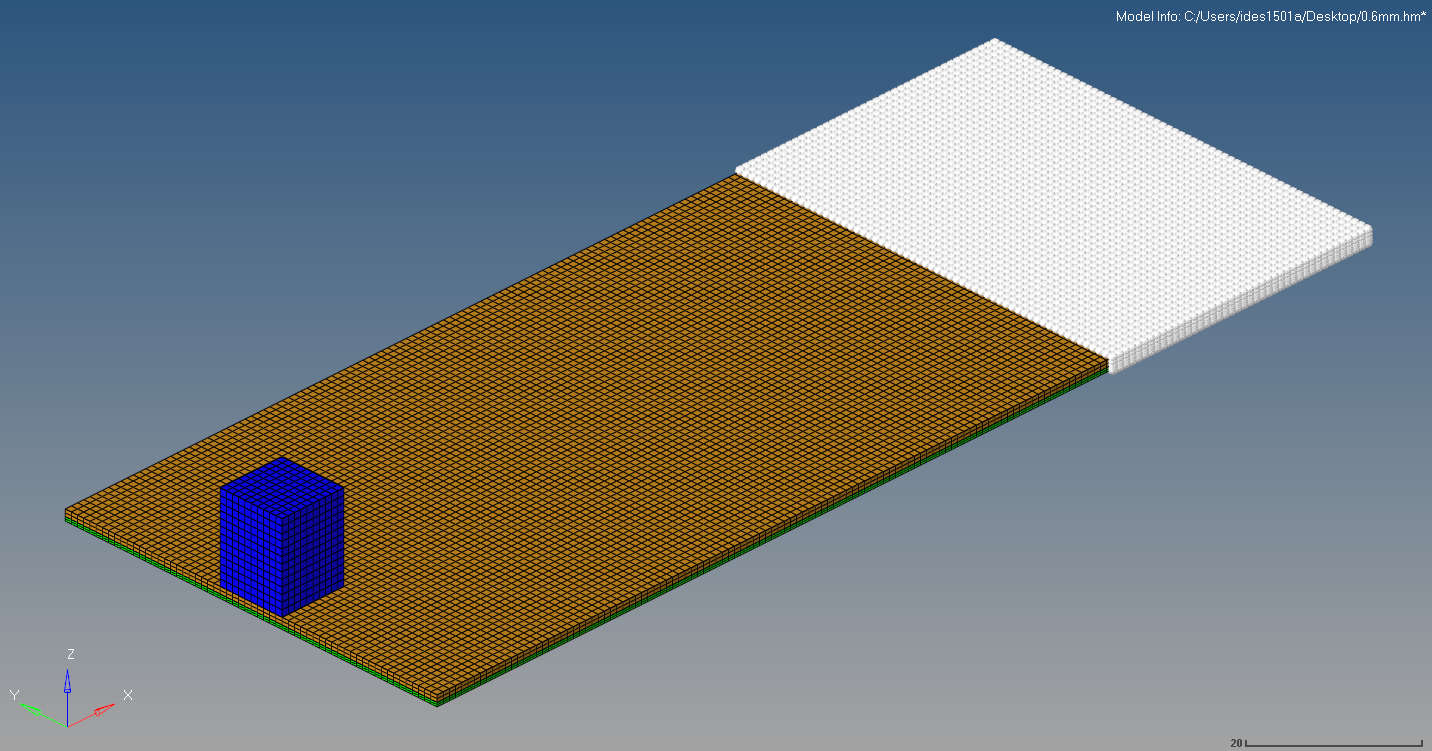 Model Info: C:/Users/ides1501a/Desktop/0.6mm.hm*
Z
Y
X
20